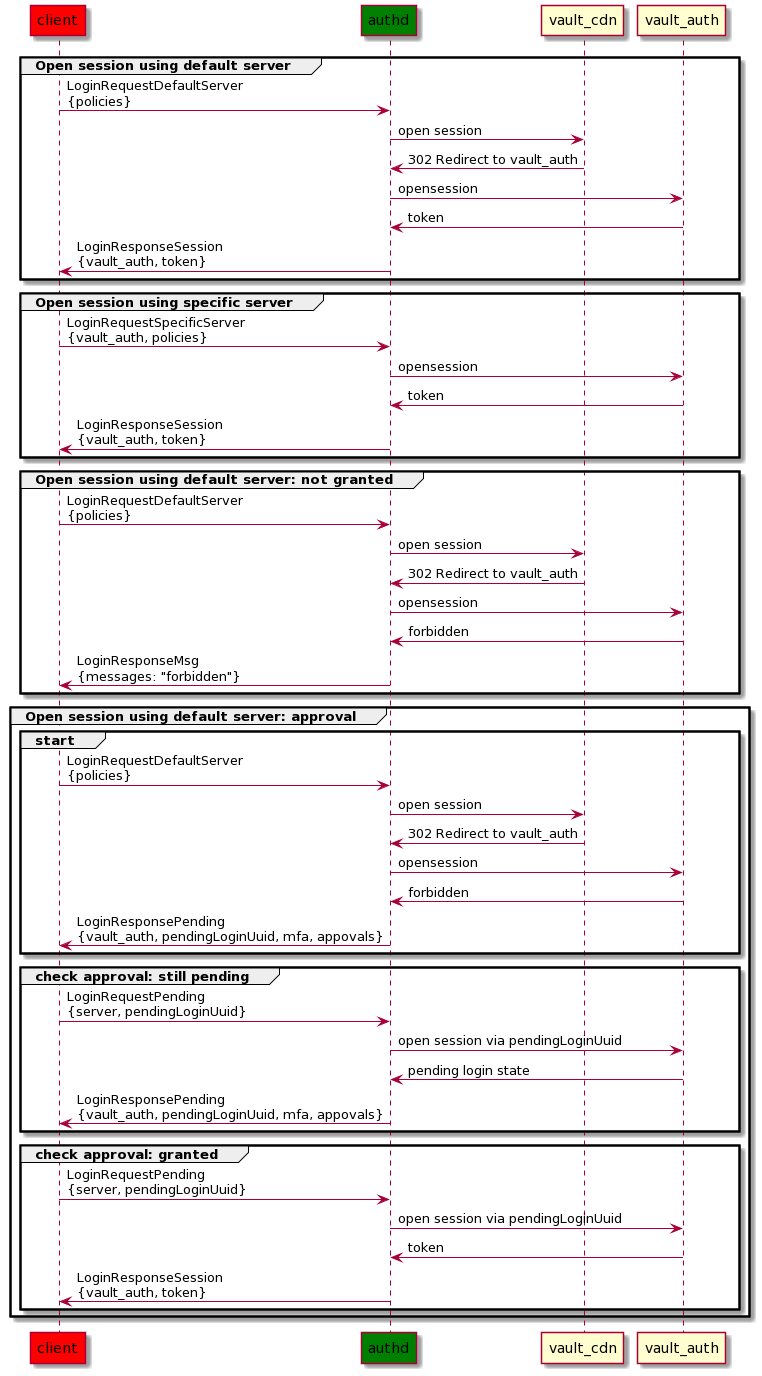 client authd vault_cdn vault_auth
Open session using default server
LoginRequestDefaultServer
{policies}
open session
302 Redirect to vault_auth
opensession
token
LoginResponseSession
{vault_auth, token}
Open session using specific server
LoginRequestSpecificServer
{vault_auth, policies}
opensession
token
LoginResponseSession
{vault_auth, token}
Open session using default server: not granted
LoginRequestDefaultServer
{policies}
open session
302 Redirect to vault_auth
opensession
forbidden
LoginResponseMsg
{messages: "forbidden"}
Open session using default server: approval
start
LoginRequestDefaultServer
{policies}
open session
302 Redirect to vault_auth
opensession
forbidden
LoginResponsePending
{vault_auth, pendingLoginUuid, mfa, appovals}
check approval: still pending
LoginRequestPending
{server, pendingLoginUuid}
open session via pendingLoginUuid
pending login state
LoginResponsePending
{vault_auth, pendingLoginUuid, mfa, appovals}
check approval: granted
LoginRequestPending
{server, pendingLoginUuid}
open session via pendingLoginUuid
token
LoginResponseSession
{vault_auth, token}
client authd vault_cdn vault_auth